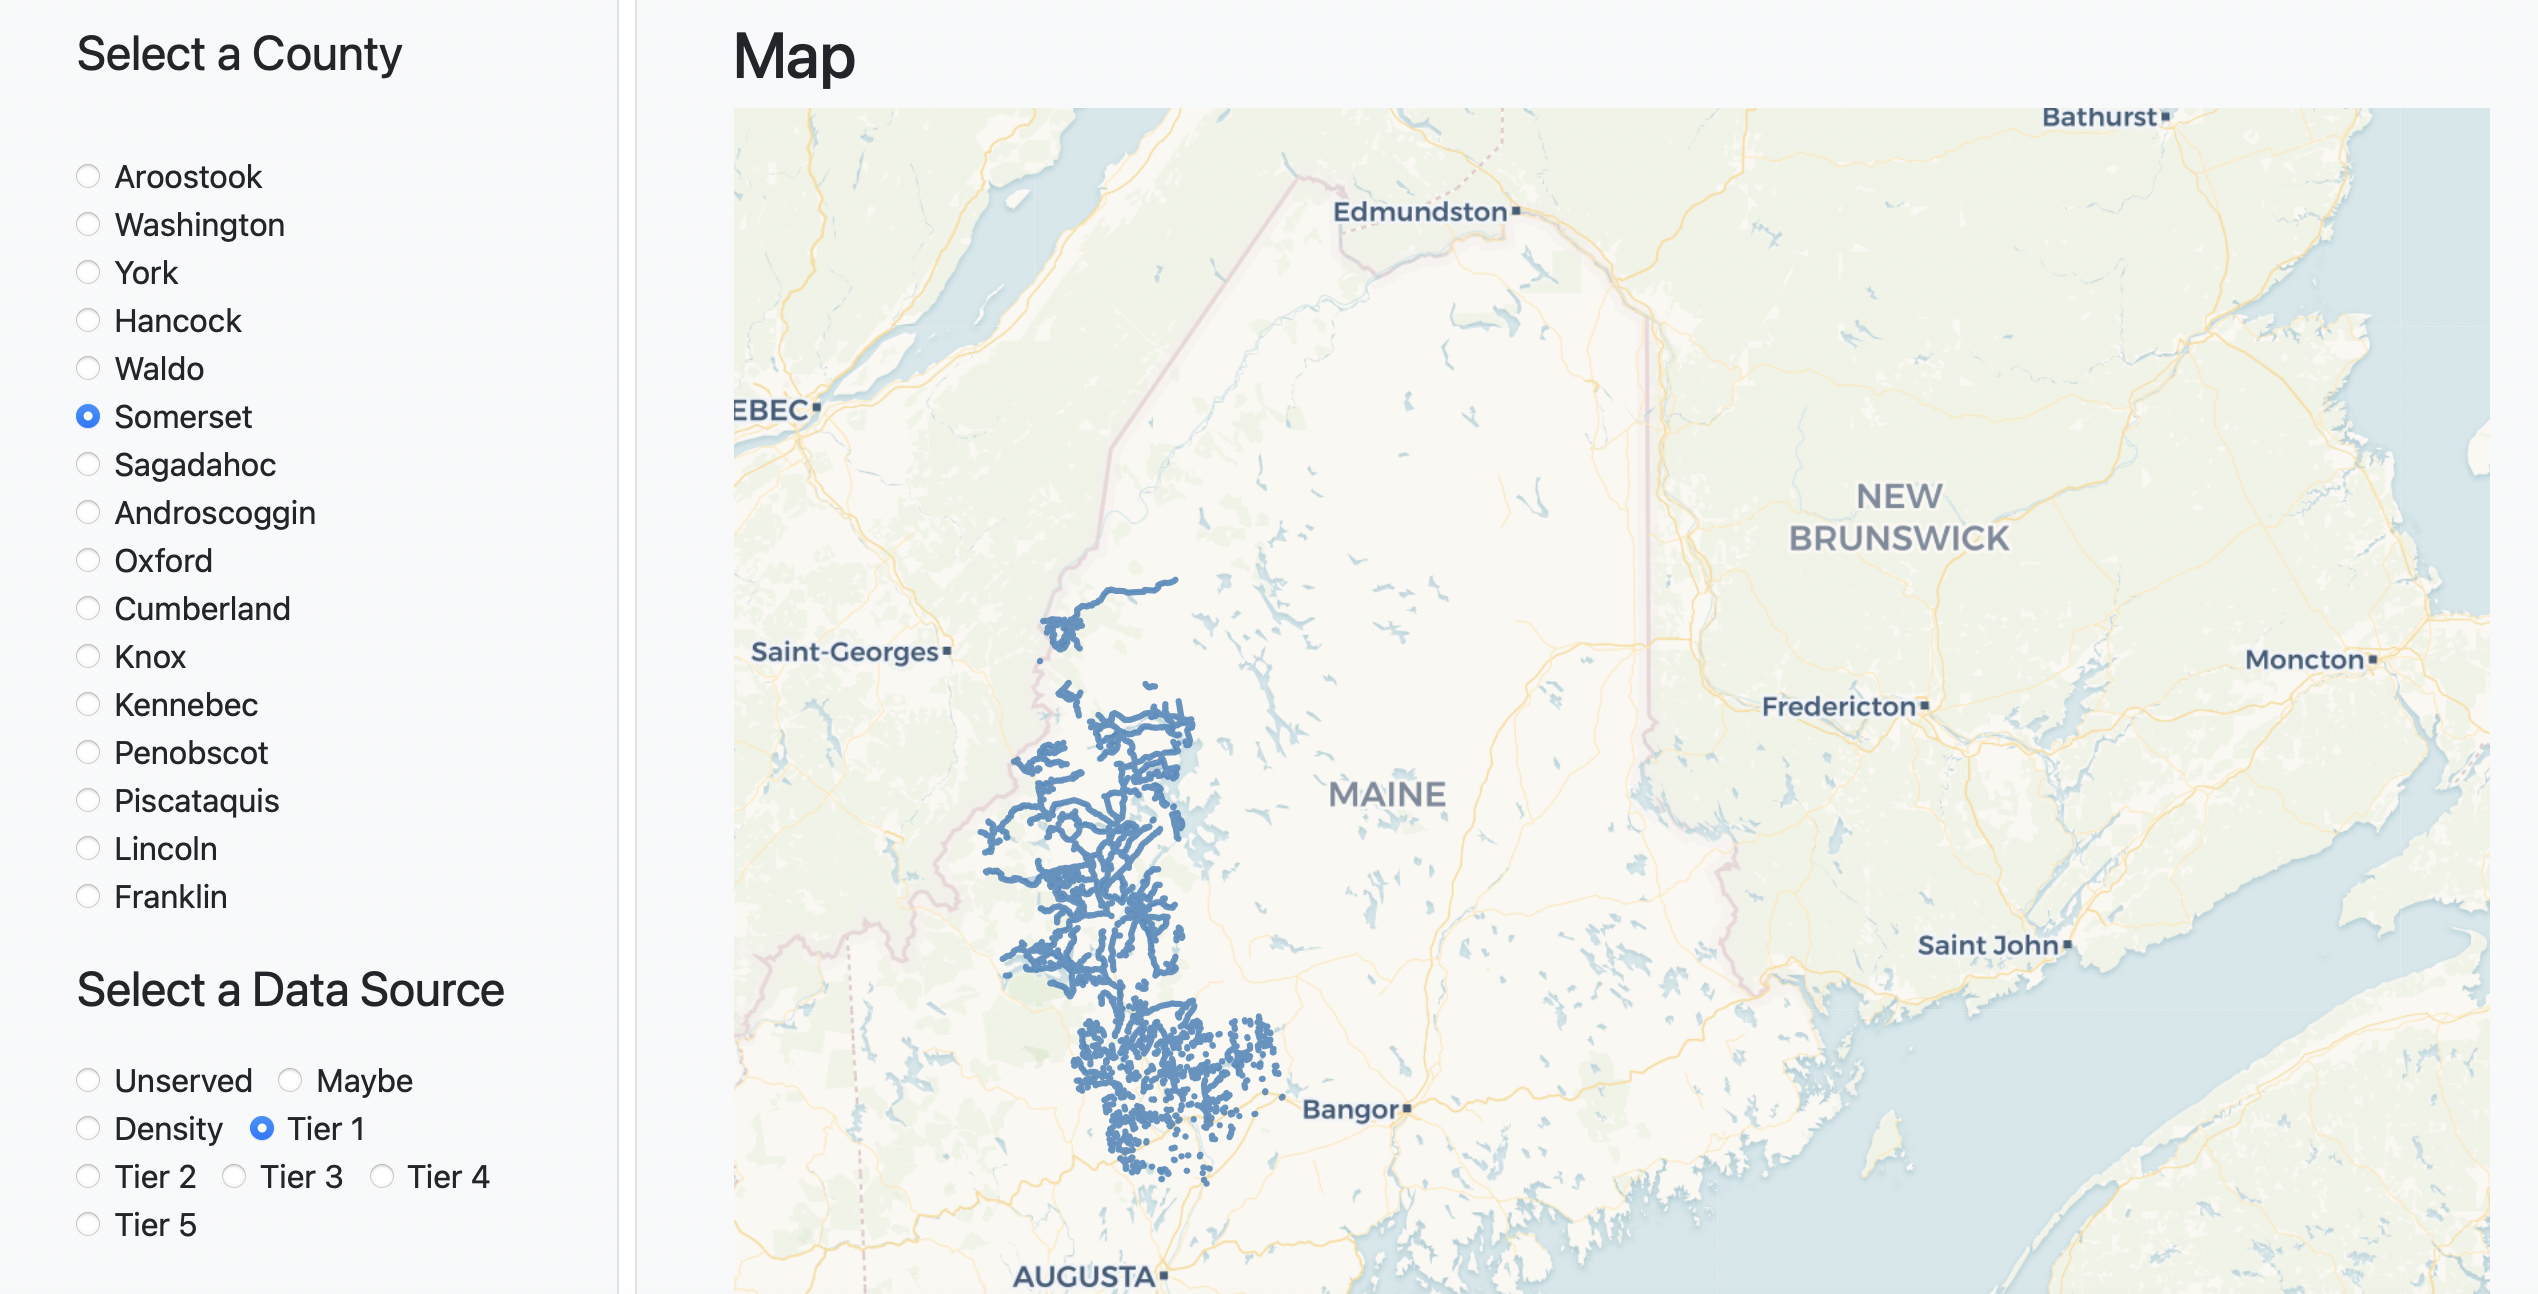 Select a County
Aroostook
Washington
York
Hancock
Waldo
Somerset
Sagadahoc
Androscoggin
Oxford
Cumberland
Knox
Kennebec
Penobscot
Piscataquis
Lincoln
Franklin
Select a Data Source
Unserved Maybe
Density Tier 1
Tier 2 Tier 3 Tier 4
Tier 5
Map
Bathurst
Edmundston
EBEC
NEW
BRUNSWICK
Saint-Georges
Moncton
Fredericton
MAINE
Saint John
Bangor
AUGUSTA